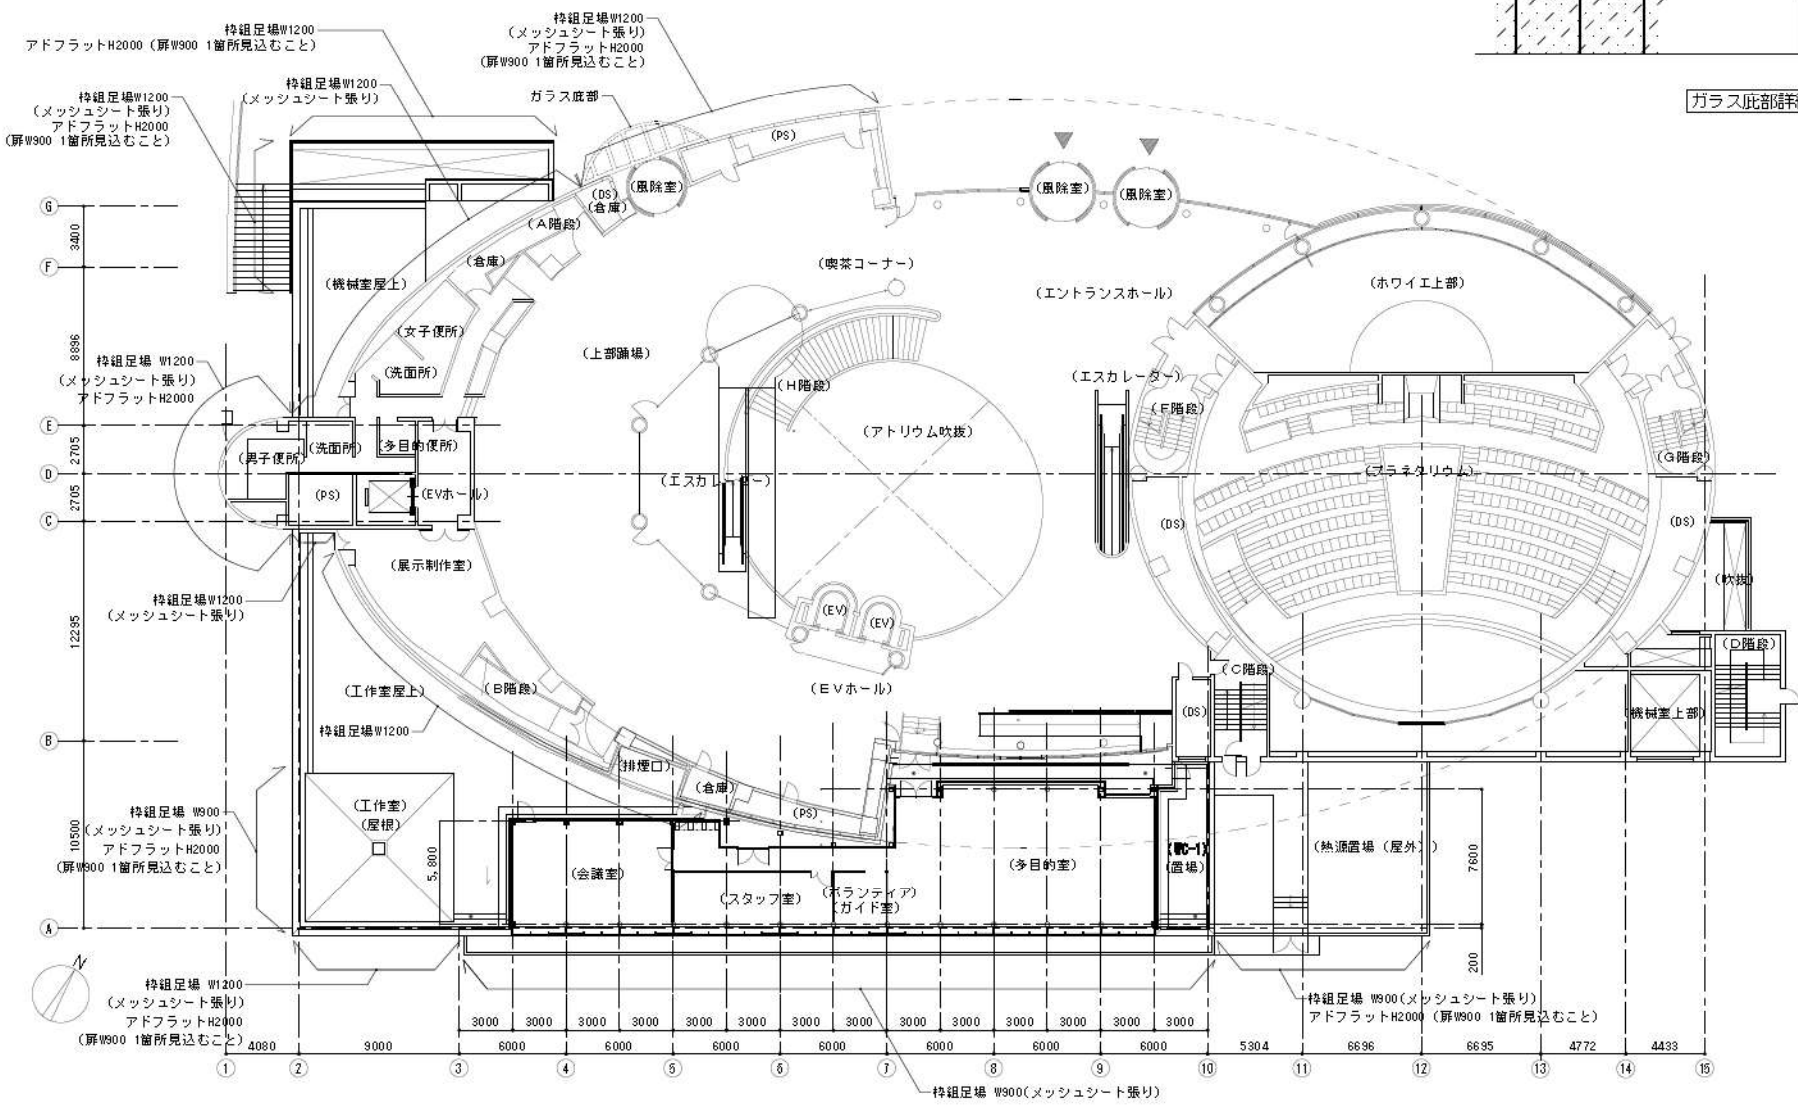 枠組足場W1200
アドフラットH2000（扉W900 1箇所見込むこと）
枠組足場W1200
（メッシュシート張り）
アドフラットH2000
（扉W900 1箇所見込むこと）
枠組足場W1200
（メッシュシート張り）
枠組足場W1200
（メッシュシート張り）
アドフラットH2000
（扉W900 1箇所見込むこと）
ガラス庇部
ガラス庇部詳
(PS)
(風除室)
(DS)
(倉庫)
(風除室)
(風除室)
(A階段)
(倉庫)
(機械室屋上)
(喫茶コーナー)
(エントランスホール)
(ホワイエ上部)
(女子便所)
(上部踊場)
(洗面所)
(H階段)
(エスカレーター)
(F階段)
枠組足場 W1200
（メッシュシート張り）
アドフラットH2000
(アトリウム吹抜)
(男子便所)
(洗面所)
(多目的便所)
(G階段)
(プラネタリウム)
(PS)
(EVホール)
(エスカレーター)
(DS)
(DS)
(展示制作室)
(吹抜)
枠組足場W1200
（メッシュシート張り）
(EV)
(EV)
(D階段)
(C階段)
(EVホール)
(B階段)
(工作室屋上)
(DS)
(機械室上部)
枠組足場W1200
(排煙口)
(倉庫)
(PS)
(工作室)
(屋根)
枠組足場 W900
（メッシュシート張り）
アドフラットH2000
（扉W900 1箇所見込むこと）
5,800
(会議室)
(スタッフ室)
(ボランティア)
(ガイド室)
(多目的室)
(置場)
(熱源置場（屋外）)
7600
200
枠組足場 W1200
（メッシュシート張り）
アドフラットH2000
（扉W900 1箇所見込むこと）
枠組足場 W900（メッシュシート張り）
アドフラットH2000（扉W900 1箇所見込むこと）
枠組足場 W900（メッシュシート張り）
G
3400
F
8896
E
2705
D
2705
C
12295
B
10500
A
N
3000 3000 3000 3000 3000 3000 3000 3000 3000 3000 3000 3000 3000 3000
4080 9000 6000 6000 6000 6000 6000 6000 6000 5304 6696 6695 4772 4433
1 2 3 4 5 6 7 8 9 10 11 12 13 14 15